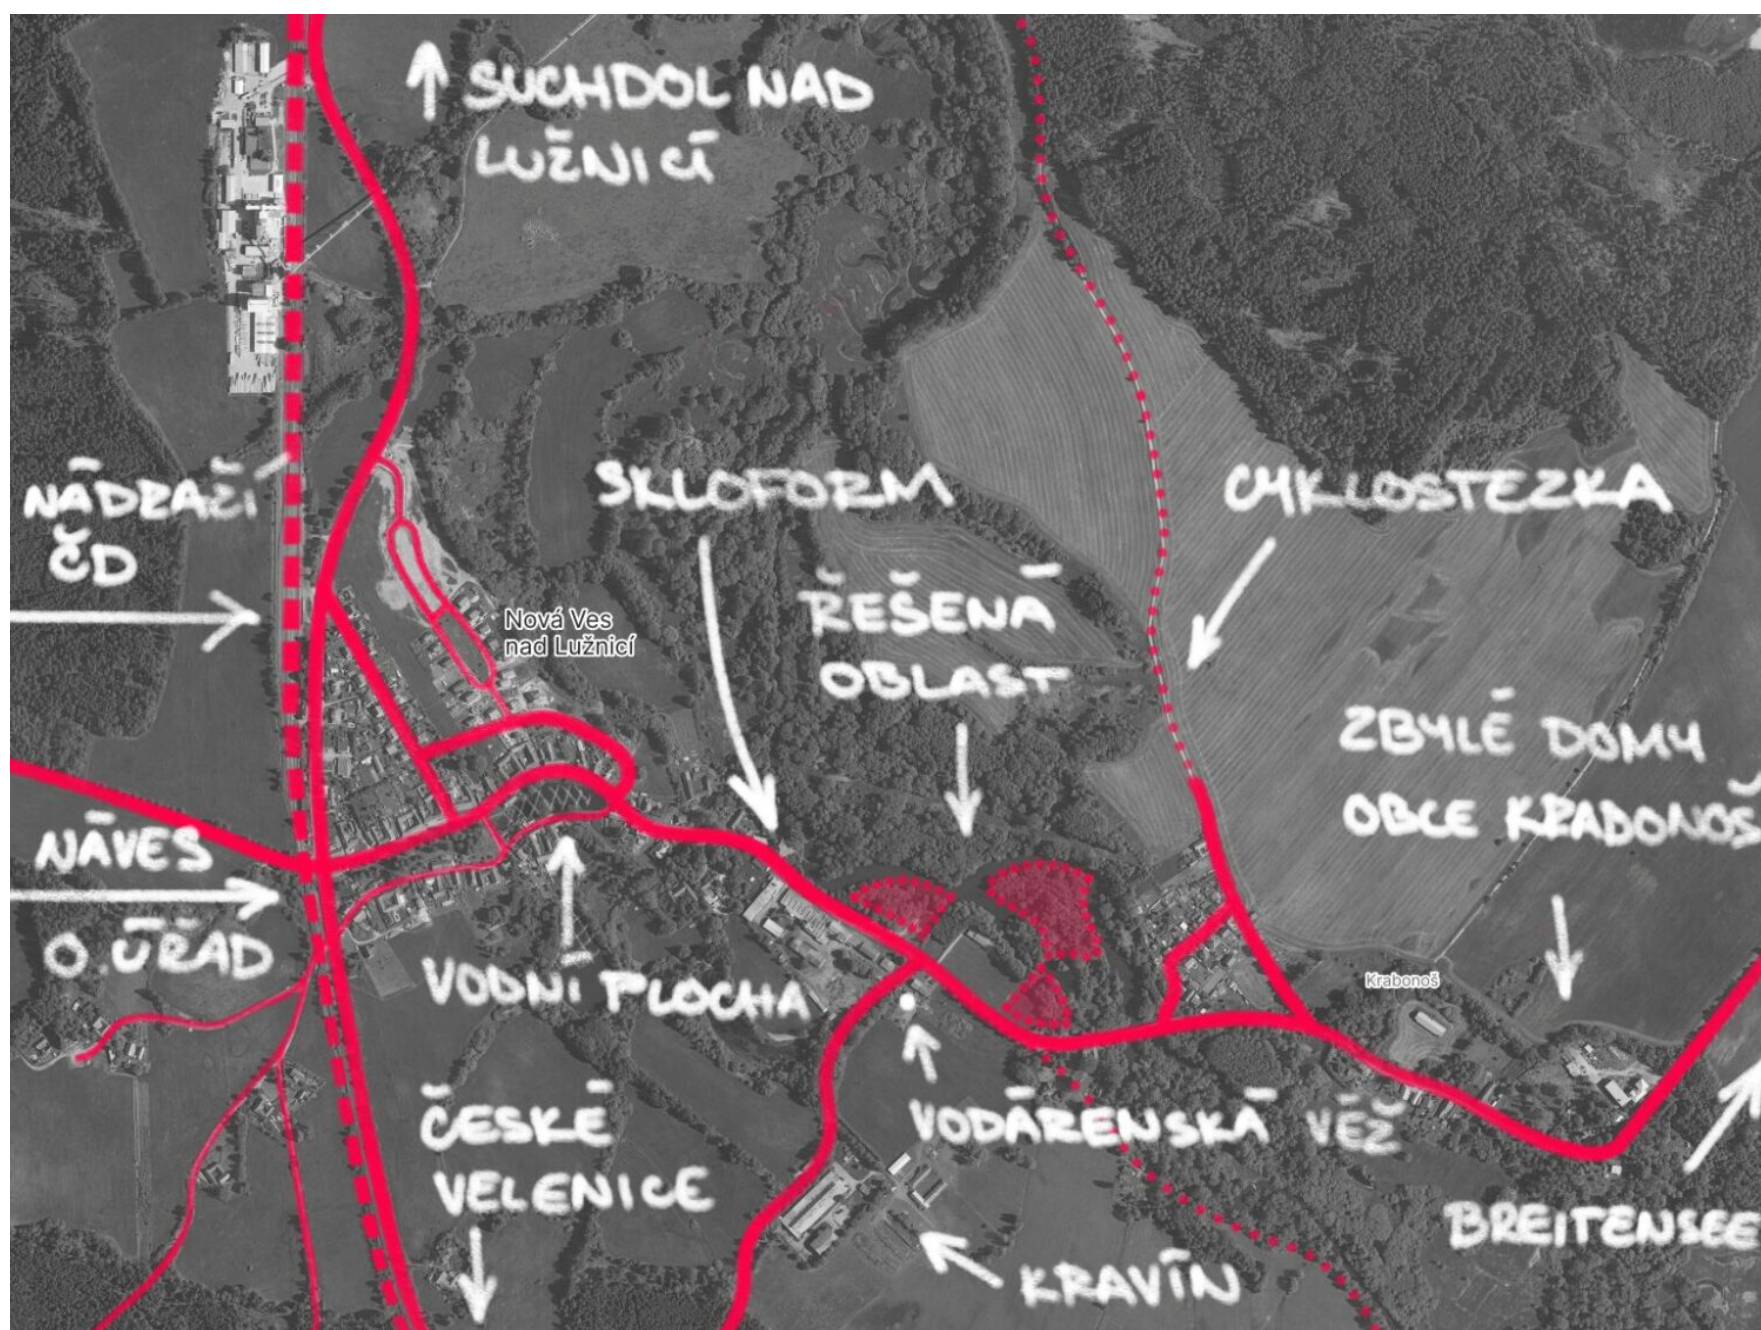 SUCHDOL NAD
LUŽNICÍ
NÁDRAŽÍ
ČD
SKLOFORM
CYKLOSTEZKA
ŘEŠENÁ
OBLAST
Nová Ves
nad Lužnicí
ZBYLÉ DOMY
OBCE KRABONOŠ
NÁVES
O. ÚŘAD
VODNÍ PLOCHA
Krabonoš
ČESKÉ
VELENICE
VODÁRENSKÁ VĚŽ
BREITENSEE
KRAVÍN